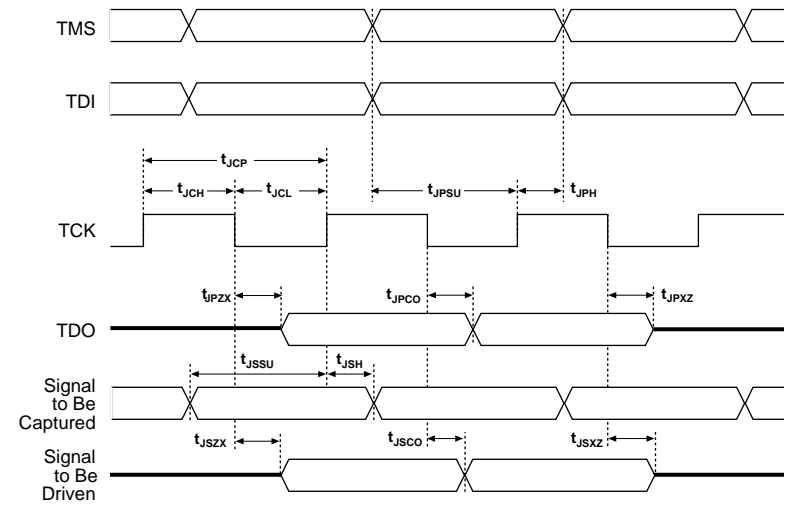 TMS
TDI
tJCP
tJCH
tJCL
tJPSU
tJPH
TCK
tJPZX
tJPCO
tJPXZ
TDO
tJSSU
tJSH
Signal
to Be
Captured
tJSZX
tJSCO
tJSXZ
Signal
to Be
Driven